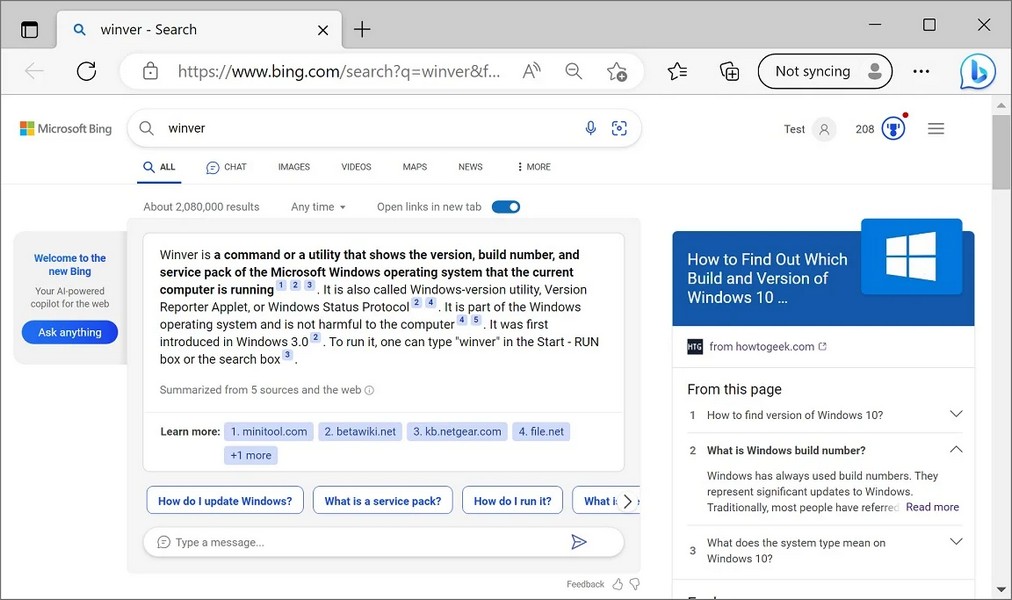 winver - Search
https://www.bing.com/search?q=winver&f...
Not syncing
Microsoft Bing
winver
Test
208
ALL
CHAT
IMAGES
VIDEOS
MAPS
NEWS
MORE
About 2,080,000 results
Any time
Open links in new tab
Welcome to the
new Bing
Your AI-powered
copilot for the web
Ask anything
Winver is a command or a utility that shows the version, build number, and
service pack of the Microsoft Windows operating system that the current
computer is running 1 2 3 . It is also called Windows-version utility, Version
Reporter Applet, or Windows Status Protocol 2 4 . It is part of the Windows
operating system and is not harmful to the computer 4 5 . It was first
introduced in Windows 3.0 2 . To run it, one can type "winver" in the Start - RUN
box or the search box 3 .
Summarized from 5 sources and the web
Learn more: 1. minitool.com 2. betawiki.net 3. kb.netgear.com 4. file.net
+1 more
How do I update Windows?
What is a service pack?
How do I run it?
What i
Type a message...
Feedback
How to Find Out Which
Build and Version of
Windows 10 ...
HTG from howtogeek.com
From this page
1 How to find version of Windows 10?
2 What is Windows build number?
Windows has always used build numbers. They
represent significant updates to Windows.
Traditionally, most people have referred Read more
3 What does the system type mean on
Windows 10?